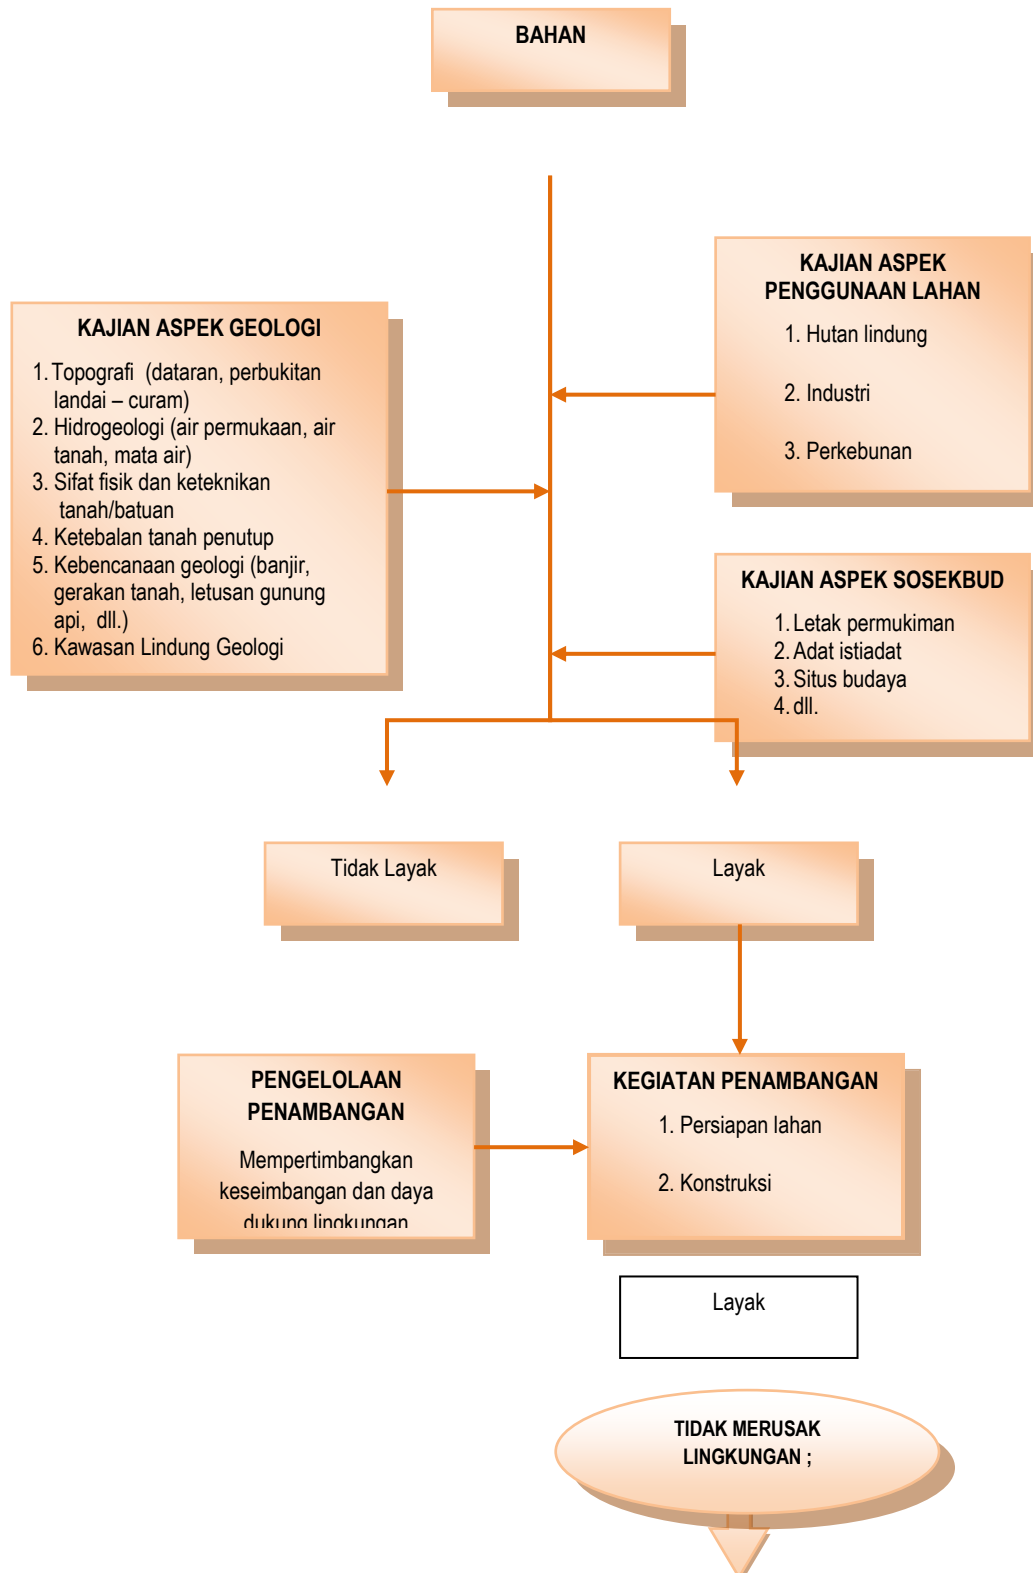 BAHAN
KAJIAN ASPEK
PENGGUNAAN LAHAN
1. Hutan lindung
2. Industri
3. Perkebunan
KAJIAN ASPEK GEOLOGI
1. Topografi (dataran, perbukitan
landai – curam)
2. Hidrogeologi (air permukaan, air
tanah, mata air)
3. Sifat fisik dan keteknikan
tanah/batuan
4. Ketebalan tanah penutup
5. Kebencanaan geologi (banjir,
gerakan tanah, letusan gunung
api, dll.)
6. Kawasan Lindung Geologi
KAJIAN ASPEK SOSEKBUD
1. Letak permukiman
2. Adat istiadat
3. Situs budaya
4. dll.
Tidak Layak
Layak
PENGELOLAAN
PENAMBANGAN
Mempertimbangkan
keseimbangan dan daya
dukung lingkungan
KEGIATAN PENAMBANGAN
1. Persiapan lahan
2. Konstruksi
Layak
TIDAK MERUSAK
LINGKUNGAN ;